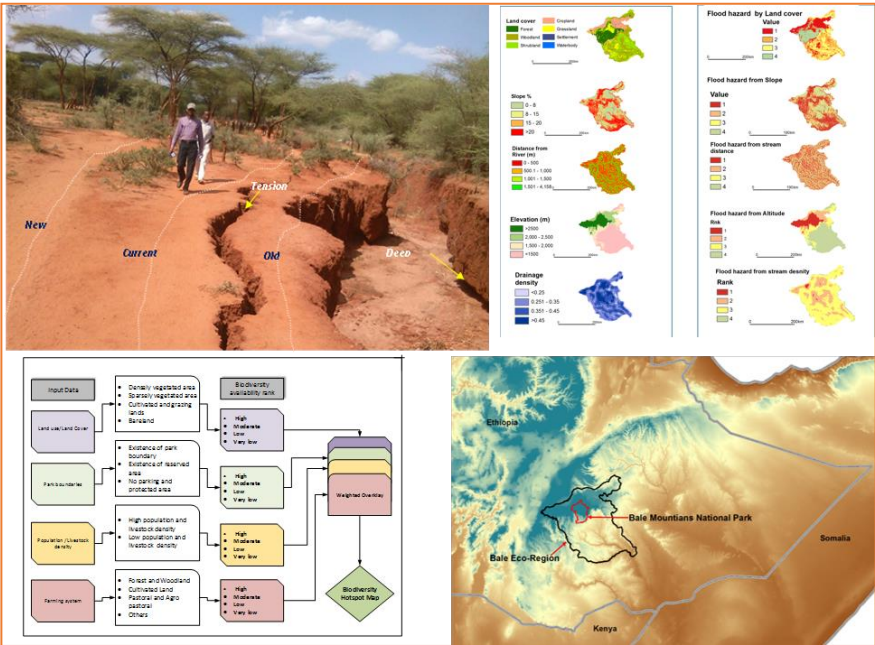 New
Current
Tension
Old
Deep
Land cover
Forest
Woodland
Shrubland
Cropland
Grassland
Settlement
Waterbody
Slope %
0 - 8
8 - 15
15 - 20
>20
Distance from
River (m)
0 - 500
500.1 - 1,000
1,001 - 1,500
Elevation (m)
>2500
2,000 - 2,500
1,500 - 2,000
Drainage
density
<0.25
0.251 - 0.35
0.351 - 0.45
>0.45
Flood hazard by Land cover
Value
1
2
3
4
Flood hazard from Slope
Value
1
2
3
4
Flood hazard from stream
distance
1
2
3
4
Flood hazard from Altitude
1
2
3
4
Flood hazard from stream desnity
Rank
1
2
3
4
Input Data
Biodiversity
availability rank
Land use/Land Cover
Densely vegetated area
Sparsely vegetated area
Cultivated and grazing
lands
Bareland
High
Moderate
Low
Very low
Park boundaries
Existence of park
boundary
Existence of reserved
area
No parking and
protected area
High
Moderate
Low
Very low
Population / Livestock
density
High population and
livestock density
Low population and
livestock density
High
Moderate
Low
Very low
Farming system
Forest and Woodland
Cultivated Land
Pastoral and Agro
pastoral
Others
High
Moderate
Low
Very low
Weighted Overlay
Biodiversity
Hotspot Map
Ethiopia
Bale Mountians National Park
Bale Eco-Region
Somalia
Kenya